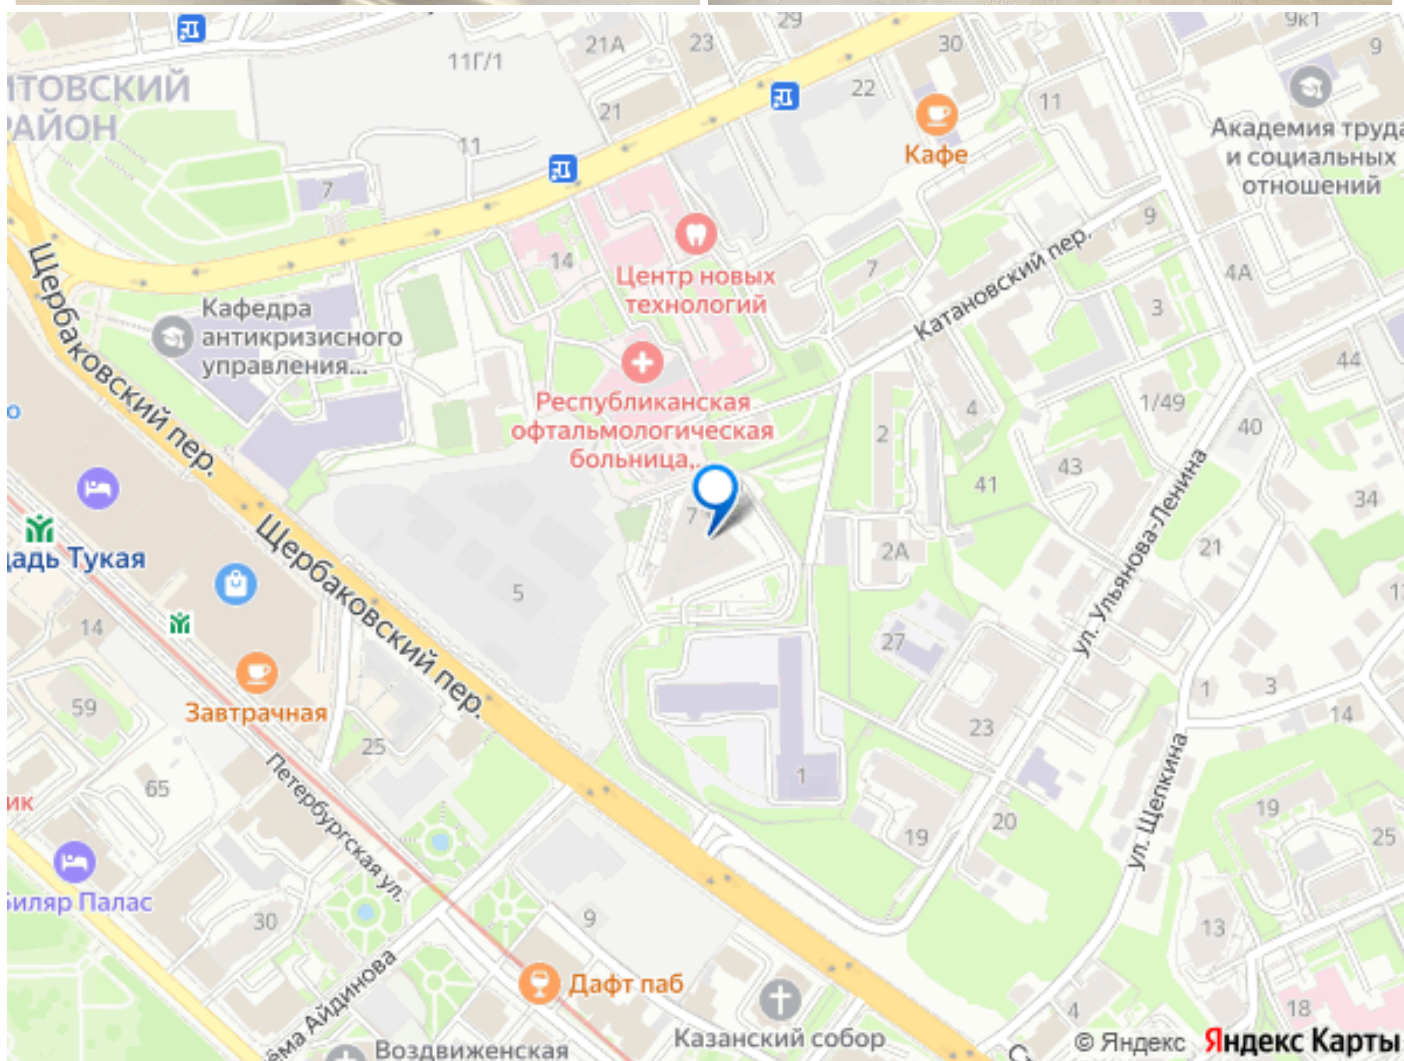 29
9к1
21А
23
30
9
11Г/1
22
ИТОВСКИЙ
РАЙОН
21
11
11
Кафе
Академия труда
и социальных
отношений
7
9
14
Центр новых
технологий
7
Катановский пер.
4А
3
Щербаковский пер.
Кафедра
антикризисного
управления...
44
Республиканская
офтальмологическая
больница,..
4
1/49
2
40
43
41
34
7
Щербаковский пер.
щадь Тукая
2А
21
ул. Ульянова-Ленина
5
14
27
1
3
Завтрачная
59
14
23
25
1
65
ик
Петербургская ул.
ул. Щепкина
19
20
19
25
Биляр Палас
30
9
13
Дафт паб
4
18
ёма Айдинова
Казанский собор
Воздвиженская
© Яндекс Яндекс Карты